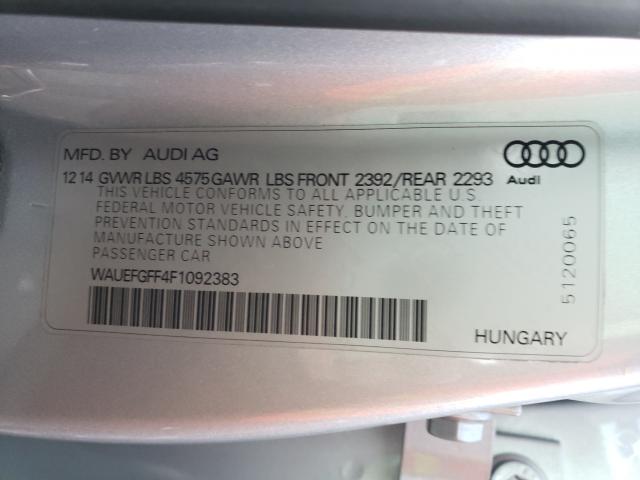 MFD. BY AUDI AG
Audi
12 14 GVWR LBS 4575 GAWR LBS FRONT 2392/REAR 2293
THIS VEHICLE CONFORMS TO ALL APPLICABLE U.S.
FEDERAL MOTOR VEHICLE SAFETY, BUMPER AND THEFT
PREVENTION STANDARDS IN EFFECT ON THE DATE OF
MANUFACTURE SHOWN ABOVE
PASSENGER CAR
WAUEFGFF4F1092383
5120065
HUNGARY